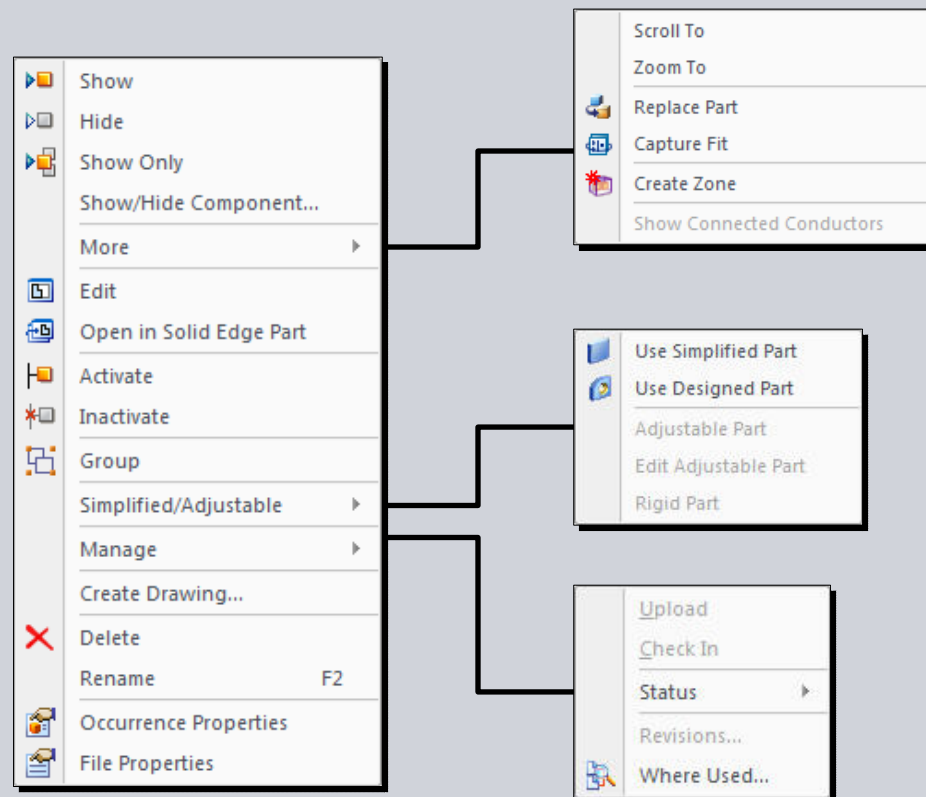 Show
Hide
Show Only
Show/Hide Component...
More
Edit
Open in Solid Edge Part
Activate
Inactivate
Group
Simplified/Adjustable
Manage
Create Drawing...
Delete
Rename F2
Occurrence Properties
File Properties
Scroll To
Zoom To
Replace Part
Capture Fit
Create Zone
Show Connected Conductors
Use Simplified Part
Use Designed Part
Adjustable Part
Edit Adjustable Part
Rigid Part
Upload
Check In
Status
Revisions...
Where Used...